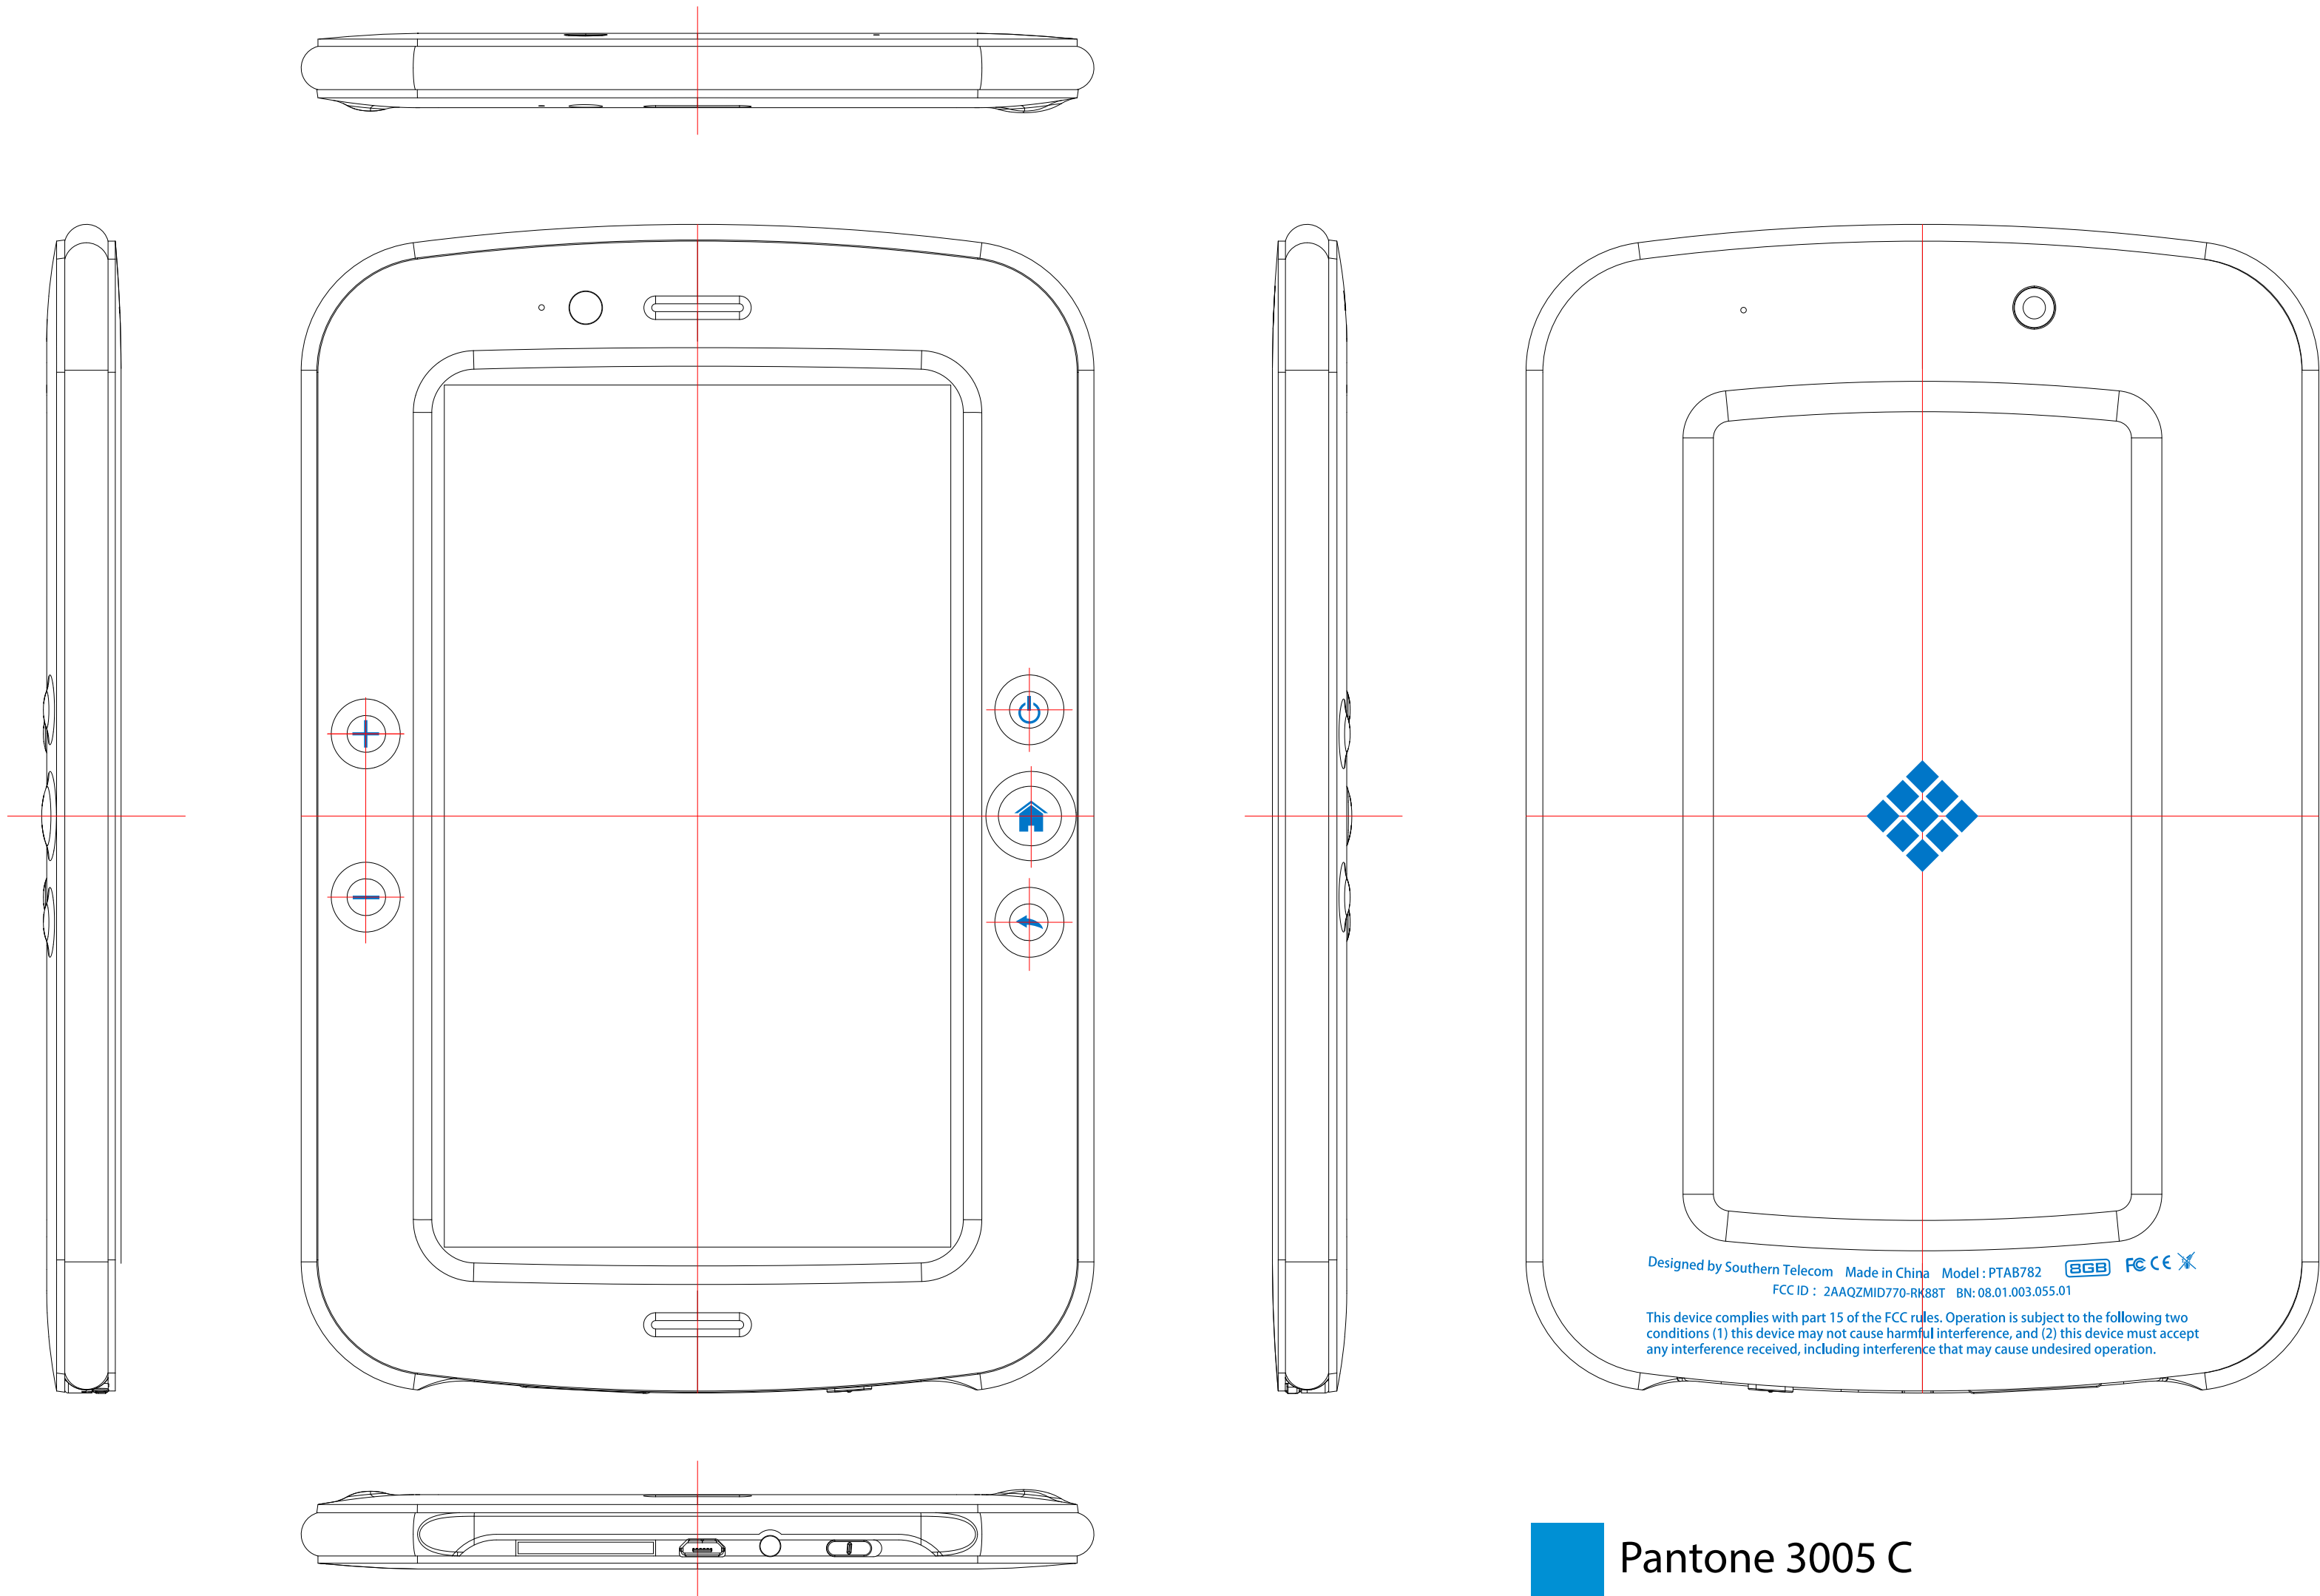 Designed by Southern Telecom Made in China Model : PTAB782 8GB FC CE
FCC ID : 2AAQZMID770-RK88T BN: 08.01.003.055.01
This device complies with part 15 of the FCC rules. Operation is subject to the following two
conditions (1) this device may not cause harmful interference, and (2) this device must accept
any interference received, including interference that may cause undesired operation.
Pantone 3005 C